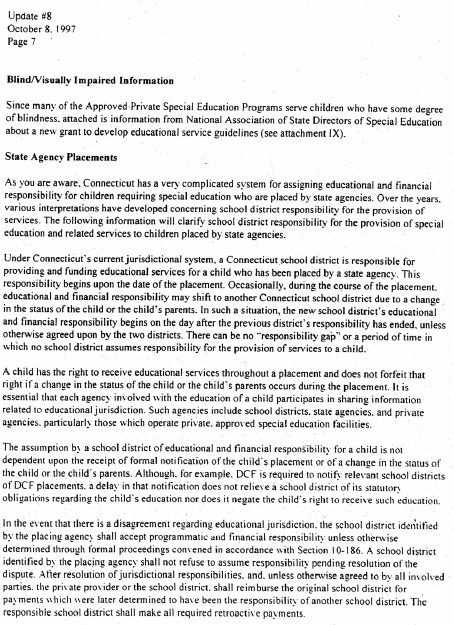 Update #8
October 8, 1997
Page 7
Blind/Visually Impaired Information
Since many of the Approved Private Special Education Programs serve children who have some degree
of blindness, attached is information from National Association of State Directors of Special Education
about a new grant to develop educational service guidelines (see attachment IX).
State Agency Placements
As you are aware, Connecticut has a very complicated system for assigning educational and financial
responsibility for children requiring special education who are placed by state agencies. Over the years,
various interpretations have developed concerning school district responsibility for the provision of
services. The following information will clarify school district responsibility for the provision of special
education and related services to children placed by state agencies.
Under Connecticut's current jurisdictional system, a Connecticut school district is responsible for
providing and funding educational services for a child who has been placed by a state agency. This
responsibility begins upon the date of the placement. Occasionally, during the course of the placement,
educational and financial responsibility may shift to another Connecticut school district due to a change
in the status of the child or the child's parents. In such a situation, the new school district's educational
and financial responsibility begins on the day after the previous district's responsibility has ended, unless
otherwise agreed upon by the two districts. There can be no "responsibility gap" or a period of time in
which no school district assumes responsibility for the provision of services to a child.
A child has the right to receive educational services throughout a placement and does not forfeit that
right if a change in the status of the child or the child's parents occurs during the placement. It is
essential that each agency involved with the education of a child participates in sharing information
related to educational jurisdiction. Such agencies include school districts, state agencies, and private
agencies, particularly those which operate private, approved special education facilities.
The assumption by a school district of educational and financial responsibility for a child is not
dependent upon the receipt of formal notification of the child's placement or of a change in the status of
the child or the child's parents. Although, for example, DCF is required to notify relevant school districts
of DCF placements, a delay in that notification does not relieve a school district of its statutory
obligations regarding the child's education nor does it negate the child's right to receive such education.
In the event that there is a disagreement regarding educational jurisdiction, the school district identified
by the placing agency shall accept programmatic and financial responsibility unless otherwise
determined through formal proceedings convened in accordance with Section 10-186. A school district
identified by the placing agency shall not refuse to assume responsibility pending resolution of the
dispute. After resolution of jurisdictional responsibilities, and, unless otherwise agreed to by all involved
parties, the private provider or the school district, shall reimburse the original school district for
payments which were later determined to have been the responsibility of another school district. The
responsible school district shall make all required retroactive payments.